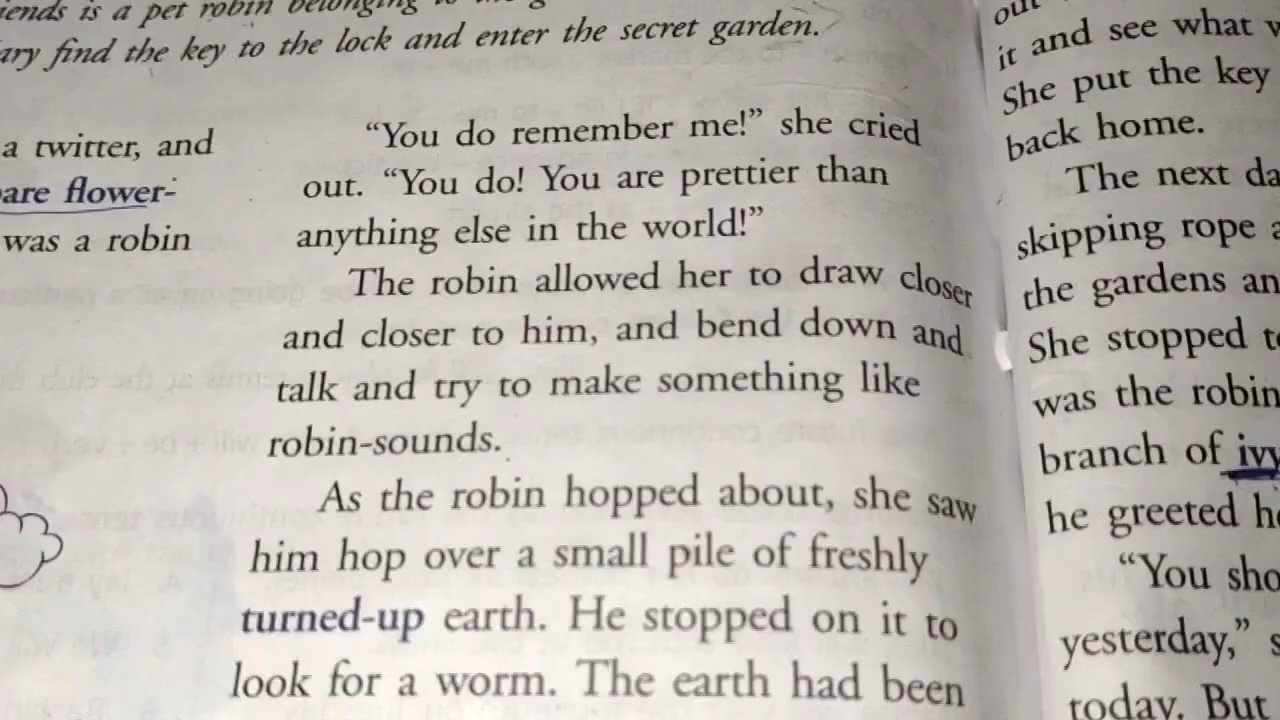 is a pet robin belonging to
find the key to the lock and enter the secret garden.
a twitter, and
flower-
was a robin
“You do remember me!” she cried
out. “You do! You are prettier than
anything else in the world!”
The robin allowed her to draw closer
and closer to him, and bend down and
talk and try to make something like
robin-sounds.
As the robin hopped about, she saw
him hop over a small pile of freshly
turned-up earth. He stopped on it to
look for a worm. The earth had been
it and see what
She put the key
back home.
The next
skipping rope
the gardens
She stopped
was the robin
branch of
he greeted
“You
yesterday,”
today. But